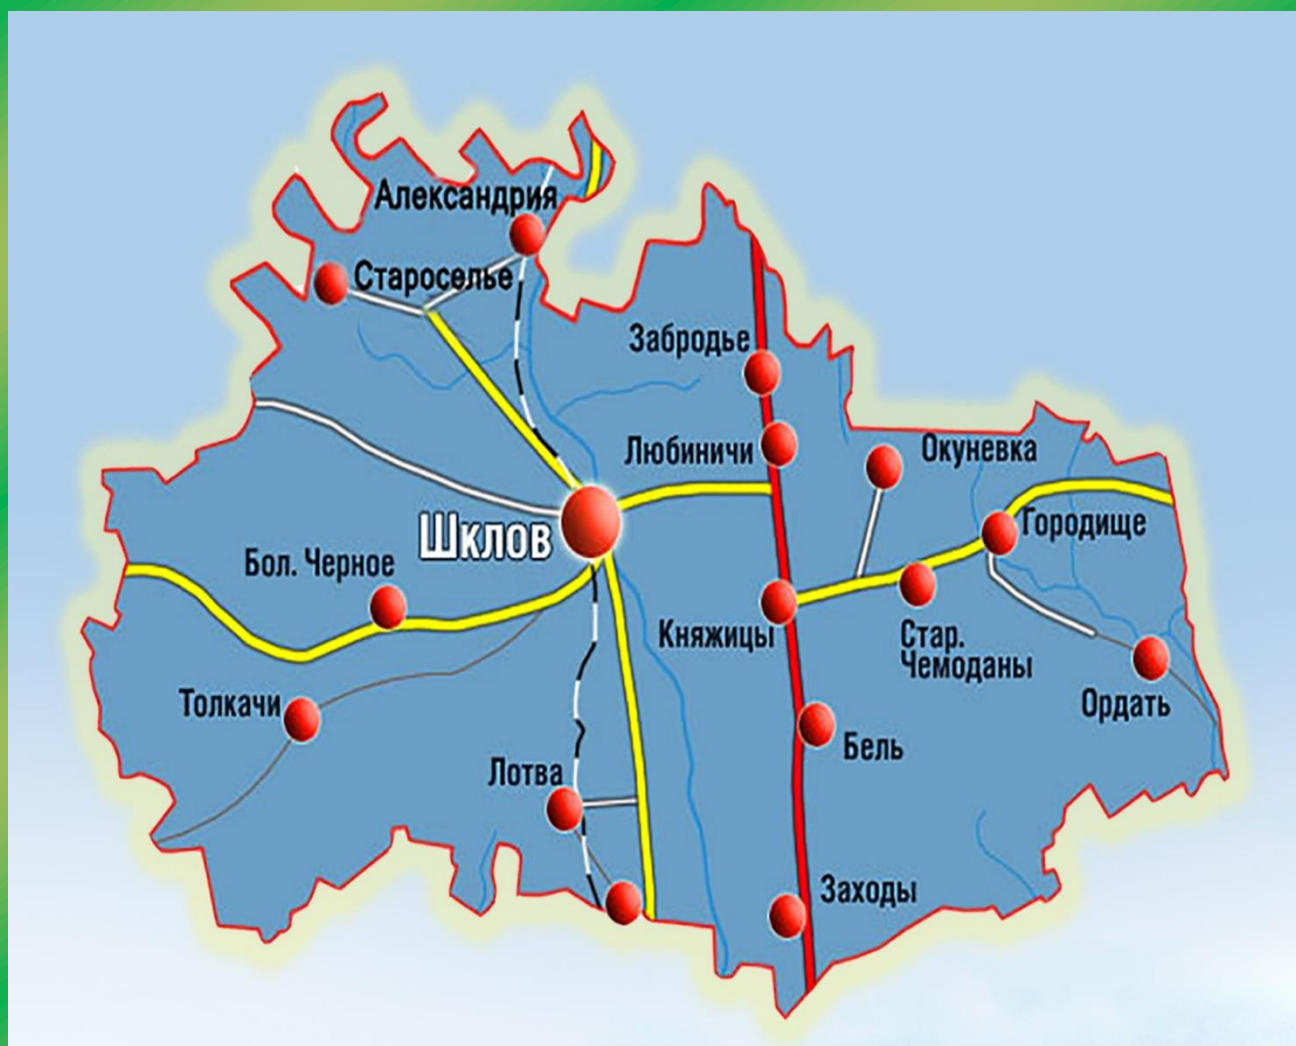 Александрия
Староселье
Забродье
Любиничи
Окуневка
Городище
Шклов
Бол. Черное
Княжицы
Стар.
Чемоданы
Ордать
Толкачи
Бель
Лотва
Заходы